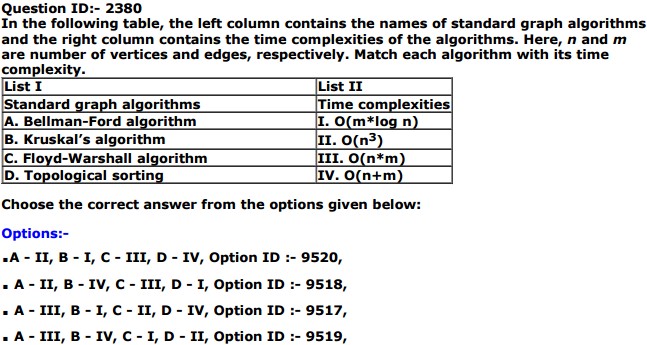 Question ID:- 2380
In the following table, the left column contains the names of standard graph algorithms
and the right column contains the time complexities of the algorithms. Here, n and m
are number of vertices and edges, respectively. Match each algorithm with its time
complexity.
List I List II
Standard graph algorithms Time complexities
A. Bellman-Ford algorithm I. O(m*log n)
B. Kruskal's algorithm II. O(n³)
C. Floyd-Warshall algorithm III. O(n*m)
D. Topological sorting IV. O(n+m)
Choose the correct answer from the options given below:
Options:-
▪A - II, B - I, C - III, D - IV, Option ID :- 9520,
▪ A - II, B - IV, C - III, D - I, Option ID :- 9518,
▪ A - III, B - I, C - II, D - IV, Option ID :- 9517,
▪ A - III, B - IV, C - I, D - II, Option ID :- 9519,